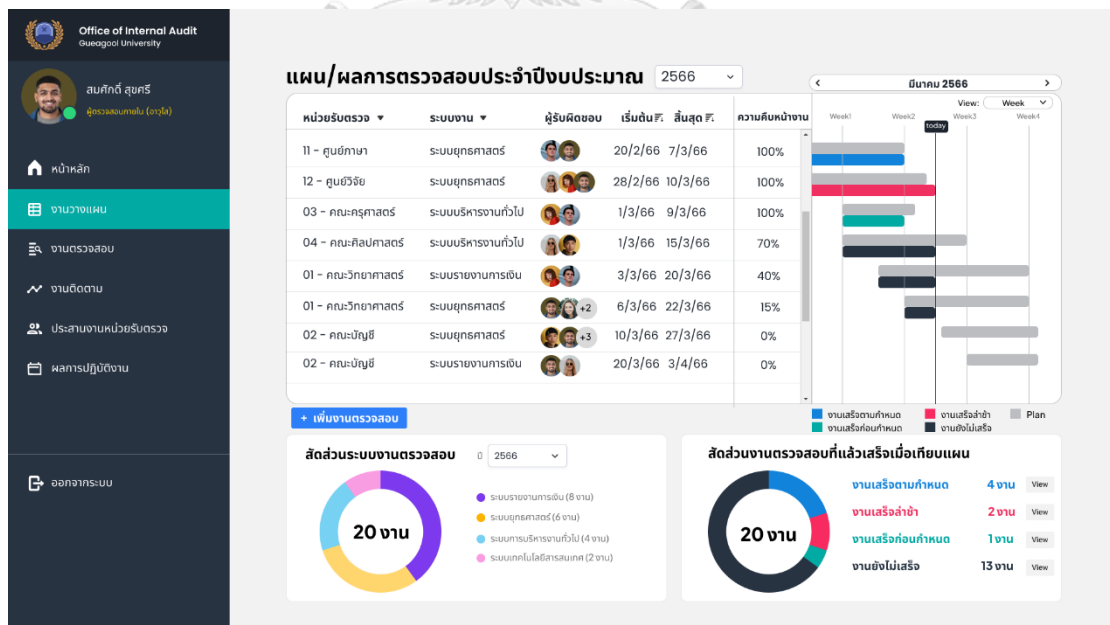 Office of Internal Audit
Gueagool University
สมศักดิ์ สุขศรี
ผู้ตรวจสอบภายใน (อาวุโส)
หน้าหลัก
งานวางแผน
งานตรวจสอบ
งานติดตาม
ประสานงานหน่วยรับตรวจ
ผลการปฏิบัติงาน
ออกจากระบบ
แผน/ผลการตรวจสอบประจำปีงบประมาณ 2566
มีนาคม 2566
View: Week
หน่วยรับตรวจ ระบบงาน ผู้รับผิดชอบ เริ่มต้น สิ้นสุด ความคืบหน้างาน
Week1 Week2 Week3 Week4
today
11 - ศูนย์ภาษา ระบบยุทธศาสตร์ 20/2/66 7/3/66 100%
12 - ศูนย์วิจัย ระบบยุทธศาสตร์ 28/2/66 10/3/66 100%
03 - คณะครุศาสตร์ ระบบบริหารงานทั่วไป 1/3/66 9/3/66 100%
04 - คณะศิลปศาสตร์ ระบบบริหารงานทั่วไป 1/3/66 15/3/66 70%
01 - คณะวิทยาศาสตร์ ระบบรายงานการเงิน 3/3/66 20/3/66 40%
01 - คณะวิทยาศาสตร์ ระบบยุทธศาสตร์ +2 6/3/66 22/3/66 15%
02 - คณะบัญชี ระบบยุทธศาสตร์ +3 10/3/66 27/3/66 0%
02 - คณะบัญชี ระบบรายงานการเงิน 20/3/66 3/4/66 0%
+ เพิ่มงานตรวจสอบ
งานเสร็จตามกำหนด งานเสร็จล่าช้า Plan
งานเสร็จก่อนกำหนด งานยังไม่เสร็จ
สัดส่วนระบบงานตรวจสอบ ปี 2566
20 งาน
ระบบรายงานการเงิน (8 งาน)
ระบบยุทธศาสตร์ (6 งาน)
ระบบการบริหารงานทั่วไป (4 งาน)
ระบบเทคโนโลยีสารสนเทศ (2 งาน)
สัดส่วนงานตรวจสอบที่แล้วเสร็จเมื่อเทียบแผน
20 งาน
งานเสร็จตามกำหนด 4 งาน View
งานเสร็จล่าช้า 2 งาน View
งานเสร็จก่อนกำหนด 1 งาน View
งานยังไม่เสร็จ 13 งาน View